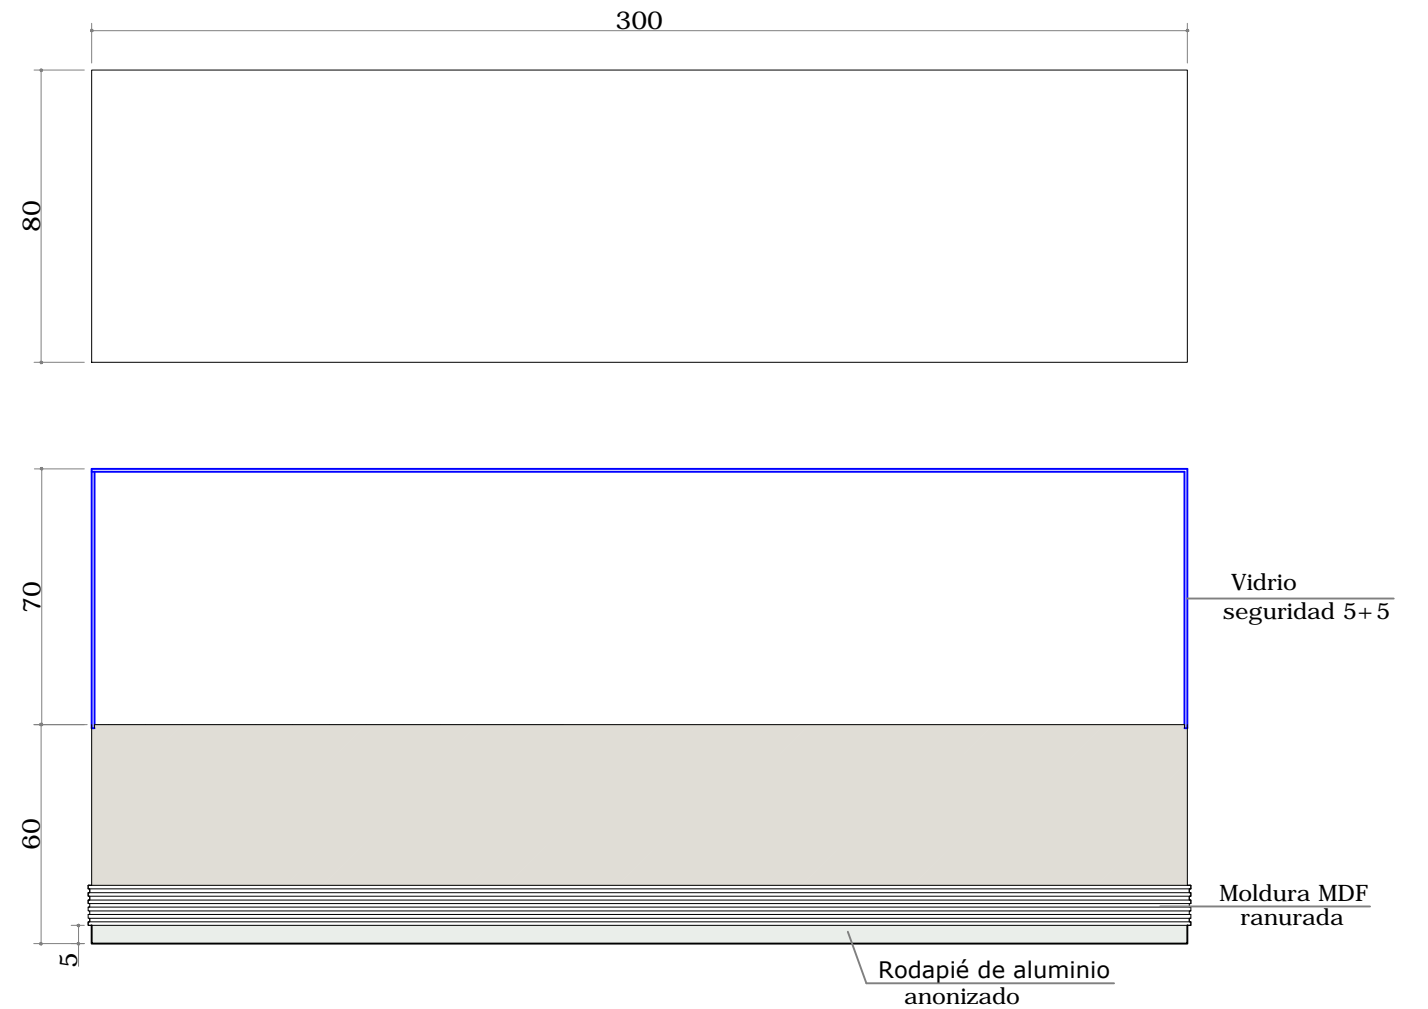 300
80
70
Vidrio
seguridad 5+5
60
Moldura MDF
ranurada
5
Rodapié de aluminio
anonizado